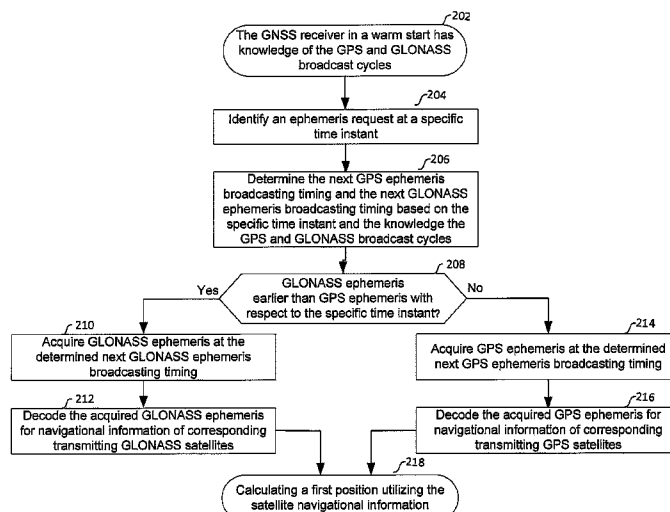 202
The GNSS receiver in a warm start has
knowledge of the GPS and GLONASS
broadcast cycles
204
Identify an ephemeris request at a specific
time instant
206
Determine the next GPS ephemeris
broadcasting timing and the next GLONASS
ephemeris broadcasting timing based on the
specific time instant and the knowledge the
GPS and GLONASS broadcast cycles
208
Yes
GLONASS ephemeris
earlier than GPS ephemeris with
respect to the specific time instant?
No
210
Acquire GLONASS ephemeris at the
determined next GLONASS ephemeris
broadcasting timing
214
Acquire GPS ephemeris at the determined
next GPS ephemeris broadcasting timing
212
Decode the acquired GLONASS ephemeris
for navigational information of corresponding
transmitting GLONASS satellites
216
Decode the acquired GPS ephemeris for
navigational information of corresponding
transmitting GPS satellites
218
Calculating a first position utilizing the
satellite navigational information